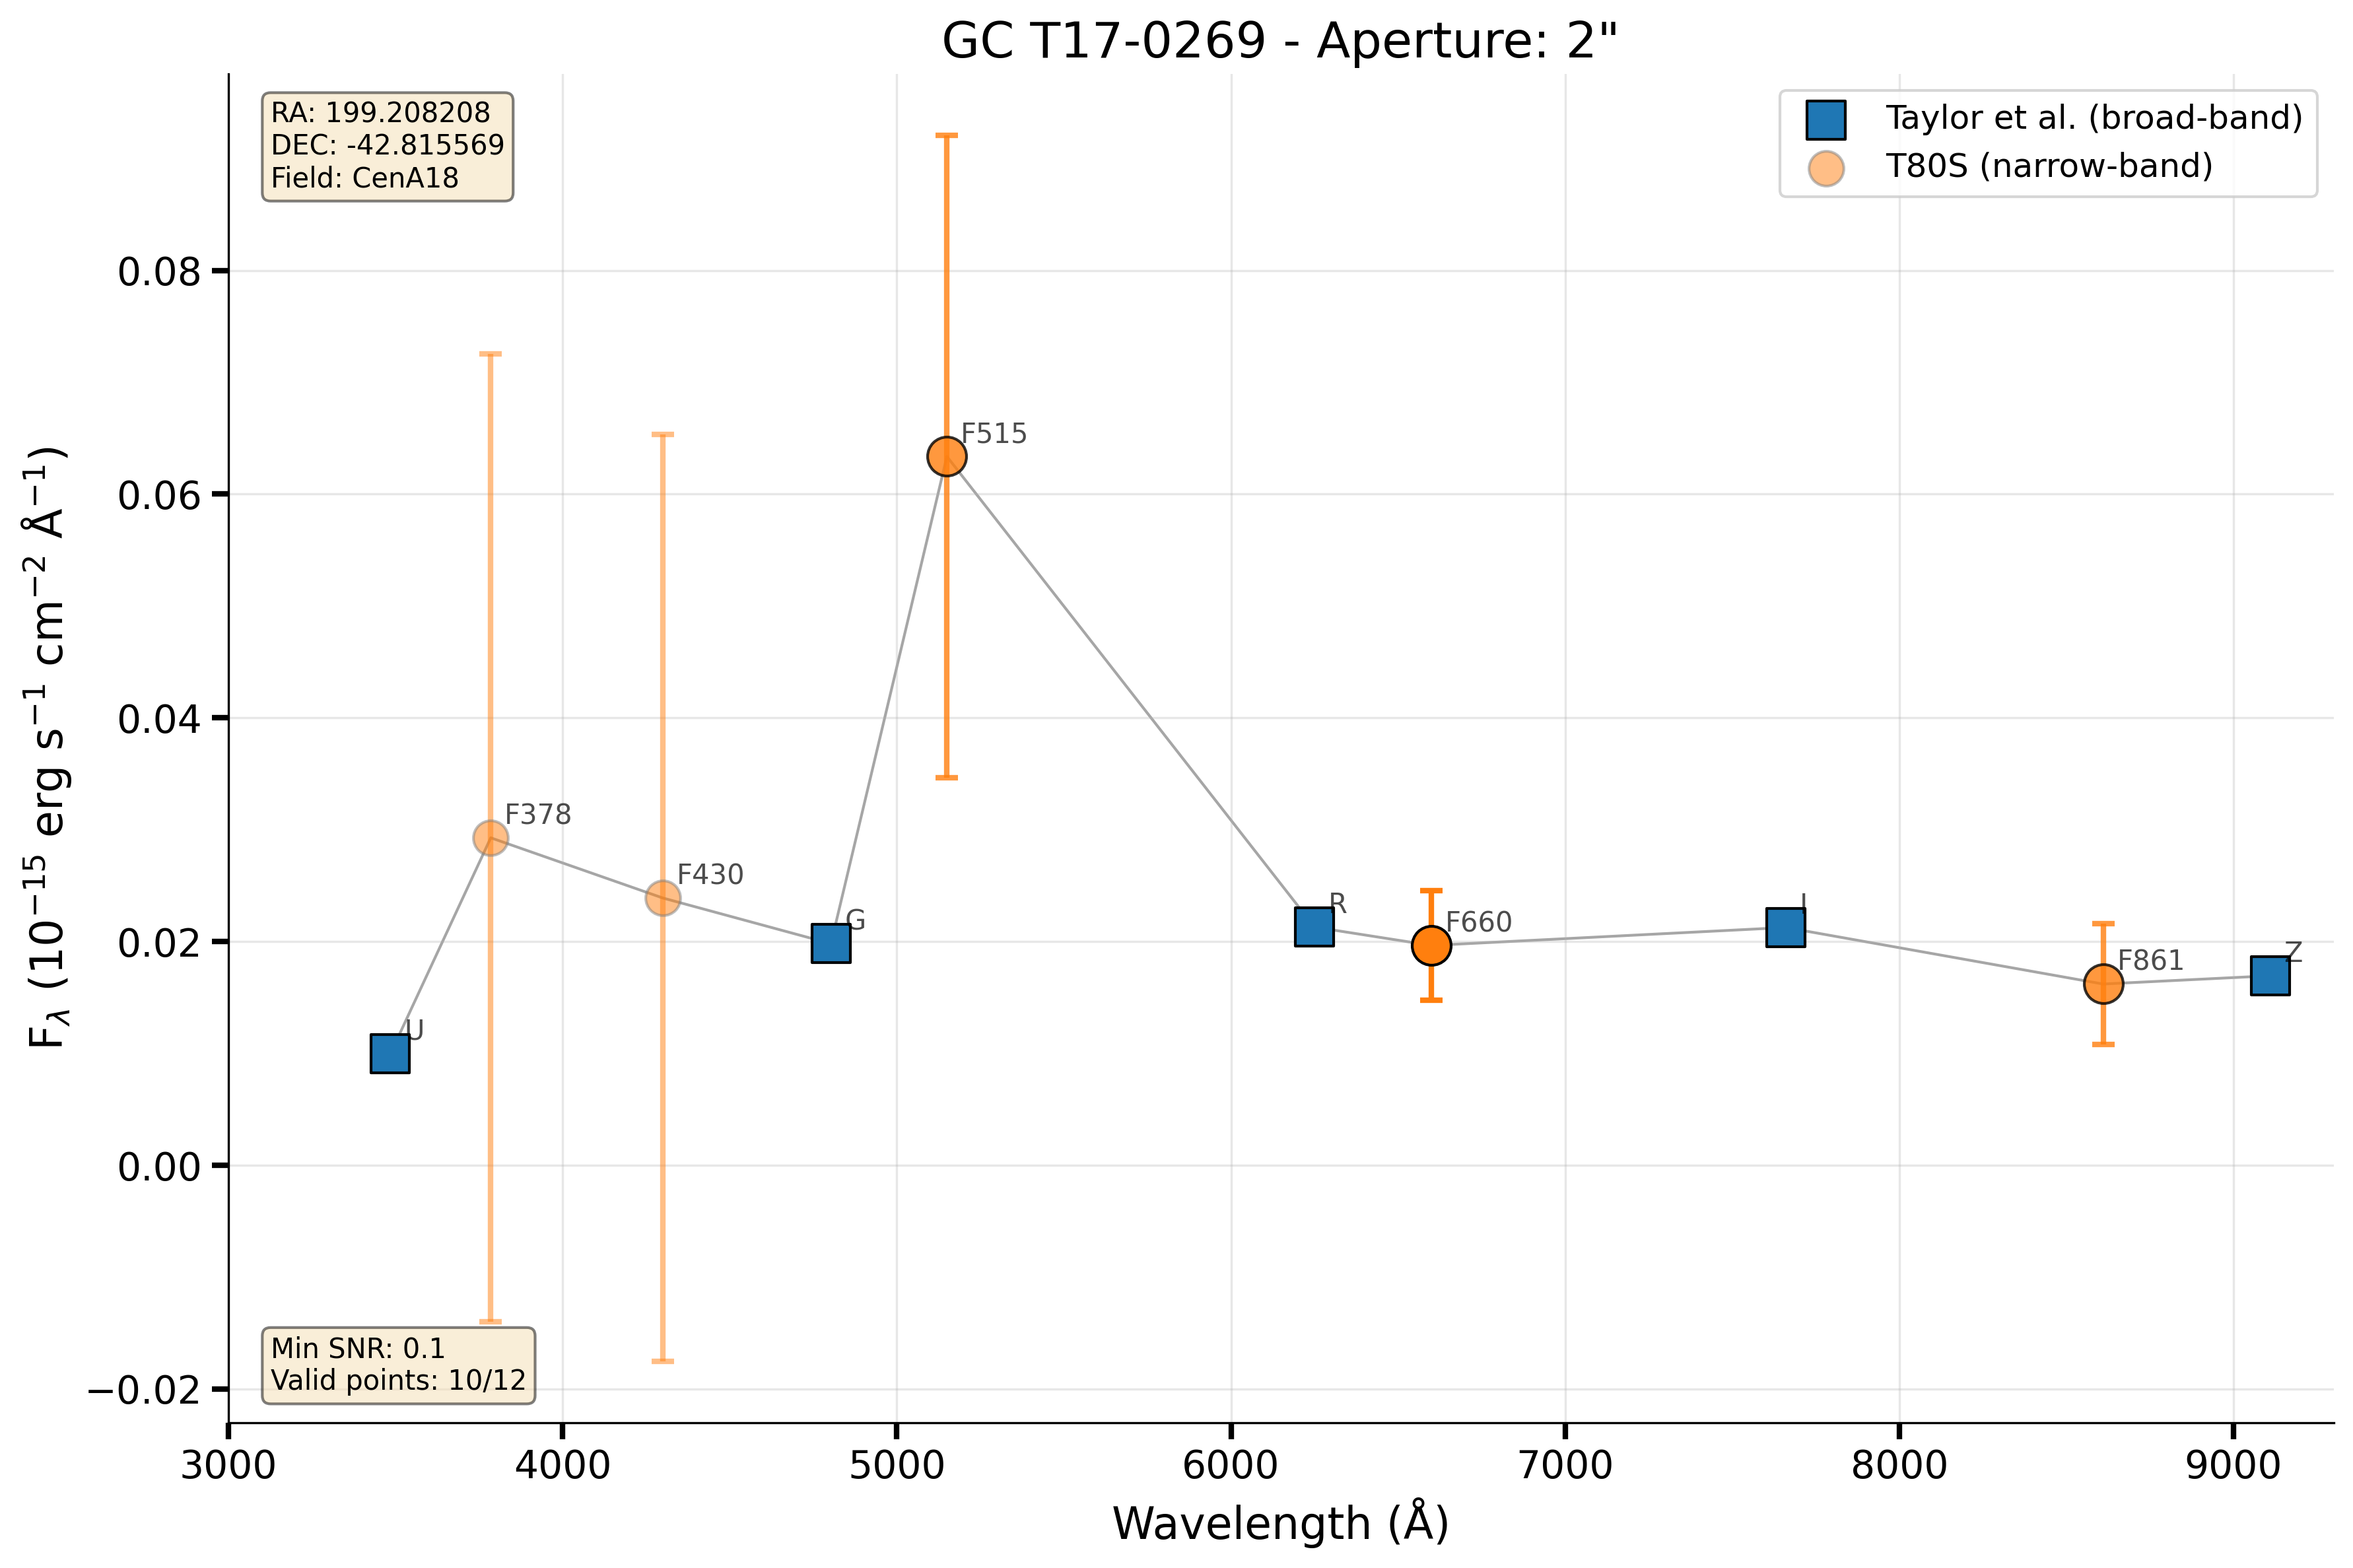 GC T17-0269 - Aperture: 2"
RA: 199.208208
DEC: -42.815569
Field: CenA18
Taylor et al. (broad-band)
T80S (narrow-band)
F_λ (10⁻¹⁵ erg s⁻¹ cm⁻² Å⁻¹)
0.08
0.06
0.04
0.02
0.00
−0.02
U
F378
F430
G
F515
R
F660
I
F861
Z
Min SNR: 0.1
Valid points: 10/12
3000 4000 5000 6000 7000 8000 9000
Wavelength (Å)